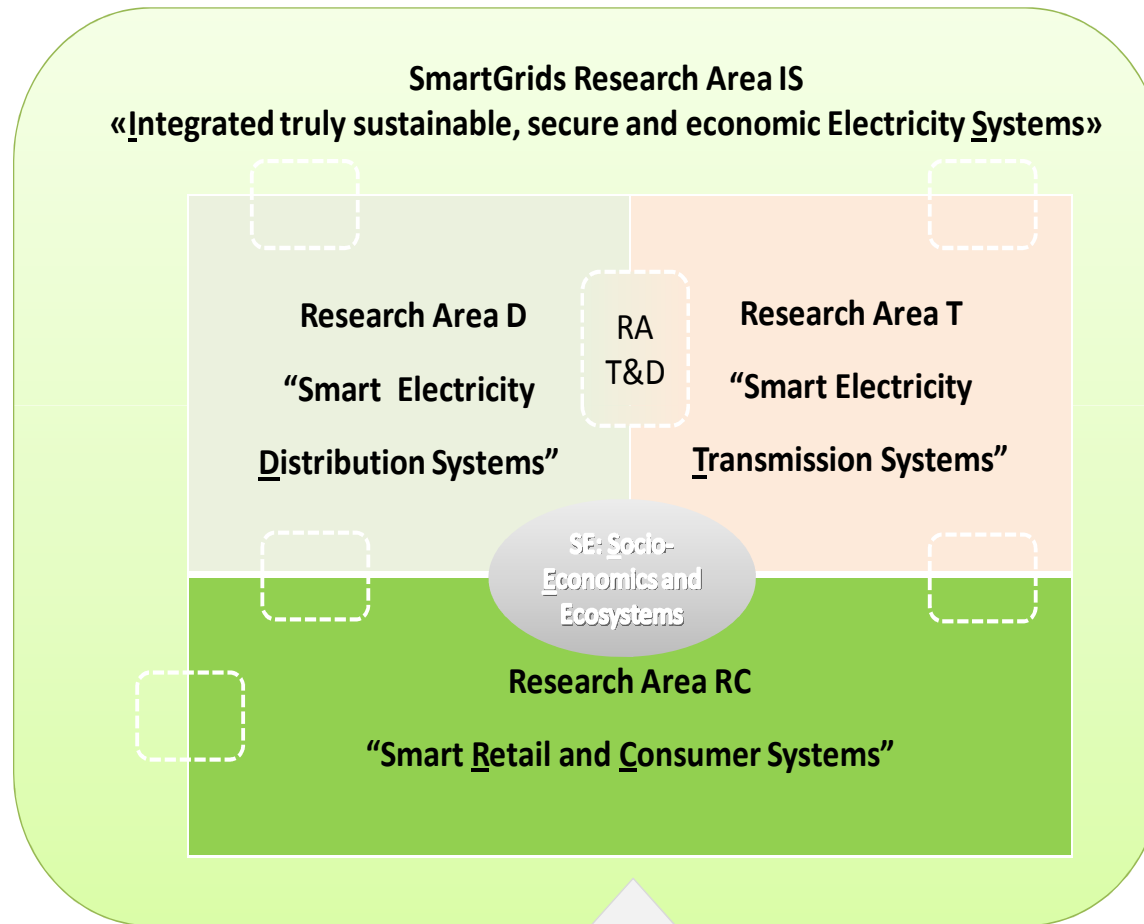 SmartGrids Research Area IS
«Integrated truly sustainable, secure and economic Electricity Systems»
Research Area D
“Smart Electricity
Distribution Systems”
RA
T&D
Research Area T
“Smart Electricity
Transmission Systems”
SE: Socio-
Economics and
Ecosystems
Research Area RC
“Smart Retail and Consumer Systems”